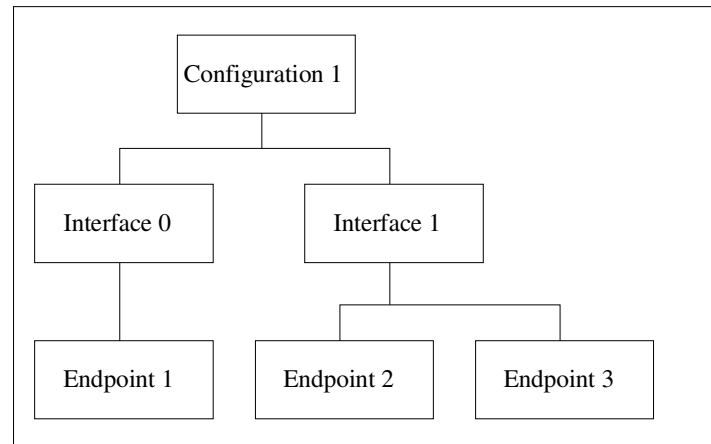 Configuration 1
Interface 0
Interface 1
Endpoint 1
Endpoint 2
Endpoint 3